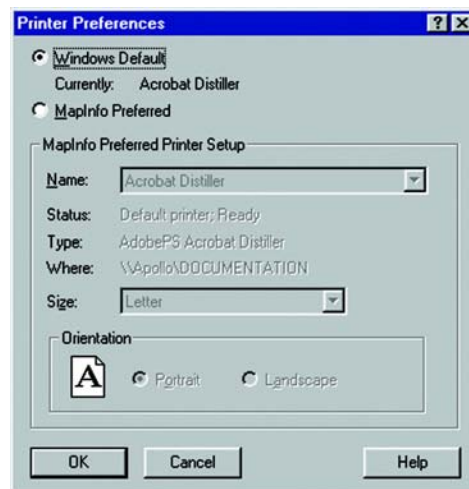 Printer Preferences
Windows Default
Currently: Acrobat Distiller
MapInfo Preferred
MapInfo Preferred Printer Setup
Name: Acrobat Distiller
Status: Default printer; Ready
Type: AdobePS Acrobat Distiller
Where: \\Apollo\DOCUMENTATION
Size: Letter
Orientation
A Portrait Landscape
OK Cancel Help